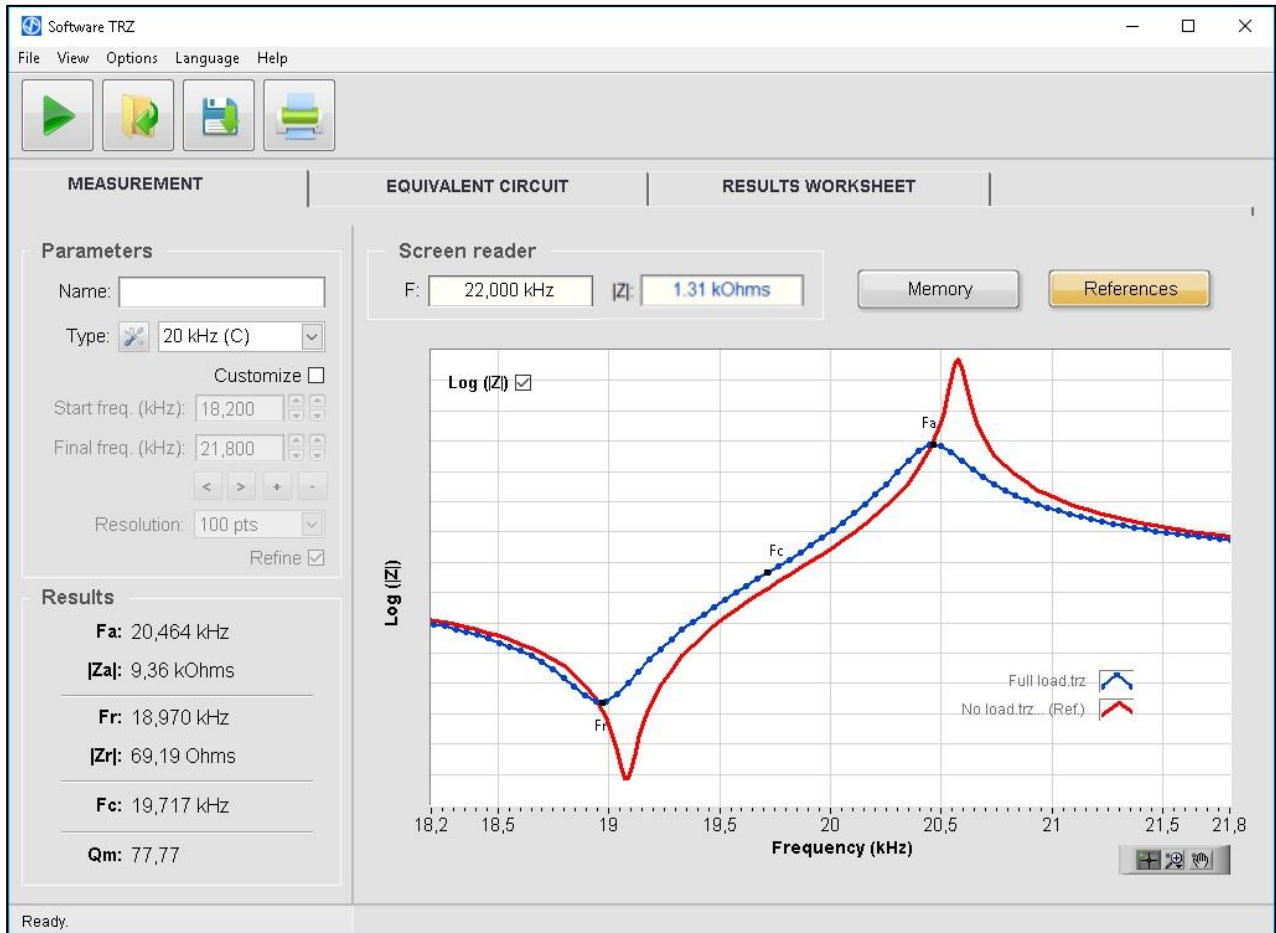 Software TRZ
File View Options Language Help
MEASUREMENT EQUIVALENT CIRCUIT RESULTS WORKSHEET
Parameters
Name:
Type: 20 kHz (C)
Customize
Start freq. (kHz): 18,200
Final freq. (kHz): 21,800
< > + -
Resolution: 100 pts
Refine
Results
Fa: 20,464 kHz
|Za|: 9,36 kOhms
Fr: 18,970 kHz
|Zr|: 69,19 Ohms
Fc: 19,717 kHz
Qm: 77,77
Screen reader
F: 22,000 kHz |Z|: 1.31 kOhms
Memory
References
Log (|Z|)
Fa
Fc
Fr
Full load.trz
No load.trz... (Ref.)
Log (|Z|)
18,2 18,5 19 19,5 20 20,5 21 21,5 21,8
Frequency (kHz)
Ready.